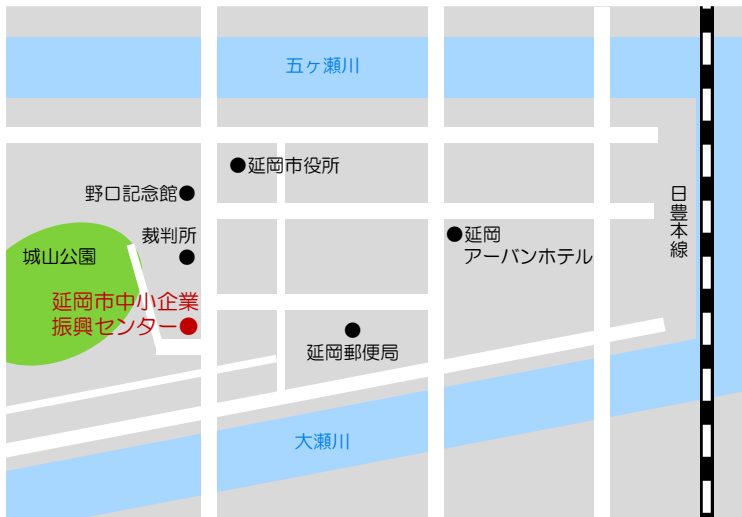 五ヶ瀬川
延岡市役所
野口記念館
日豊本線
裁判所
延岡
アーバンホテル
城山公園
延岡市中小企業
振興センター
延岡郵便局
大瀬川